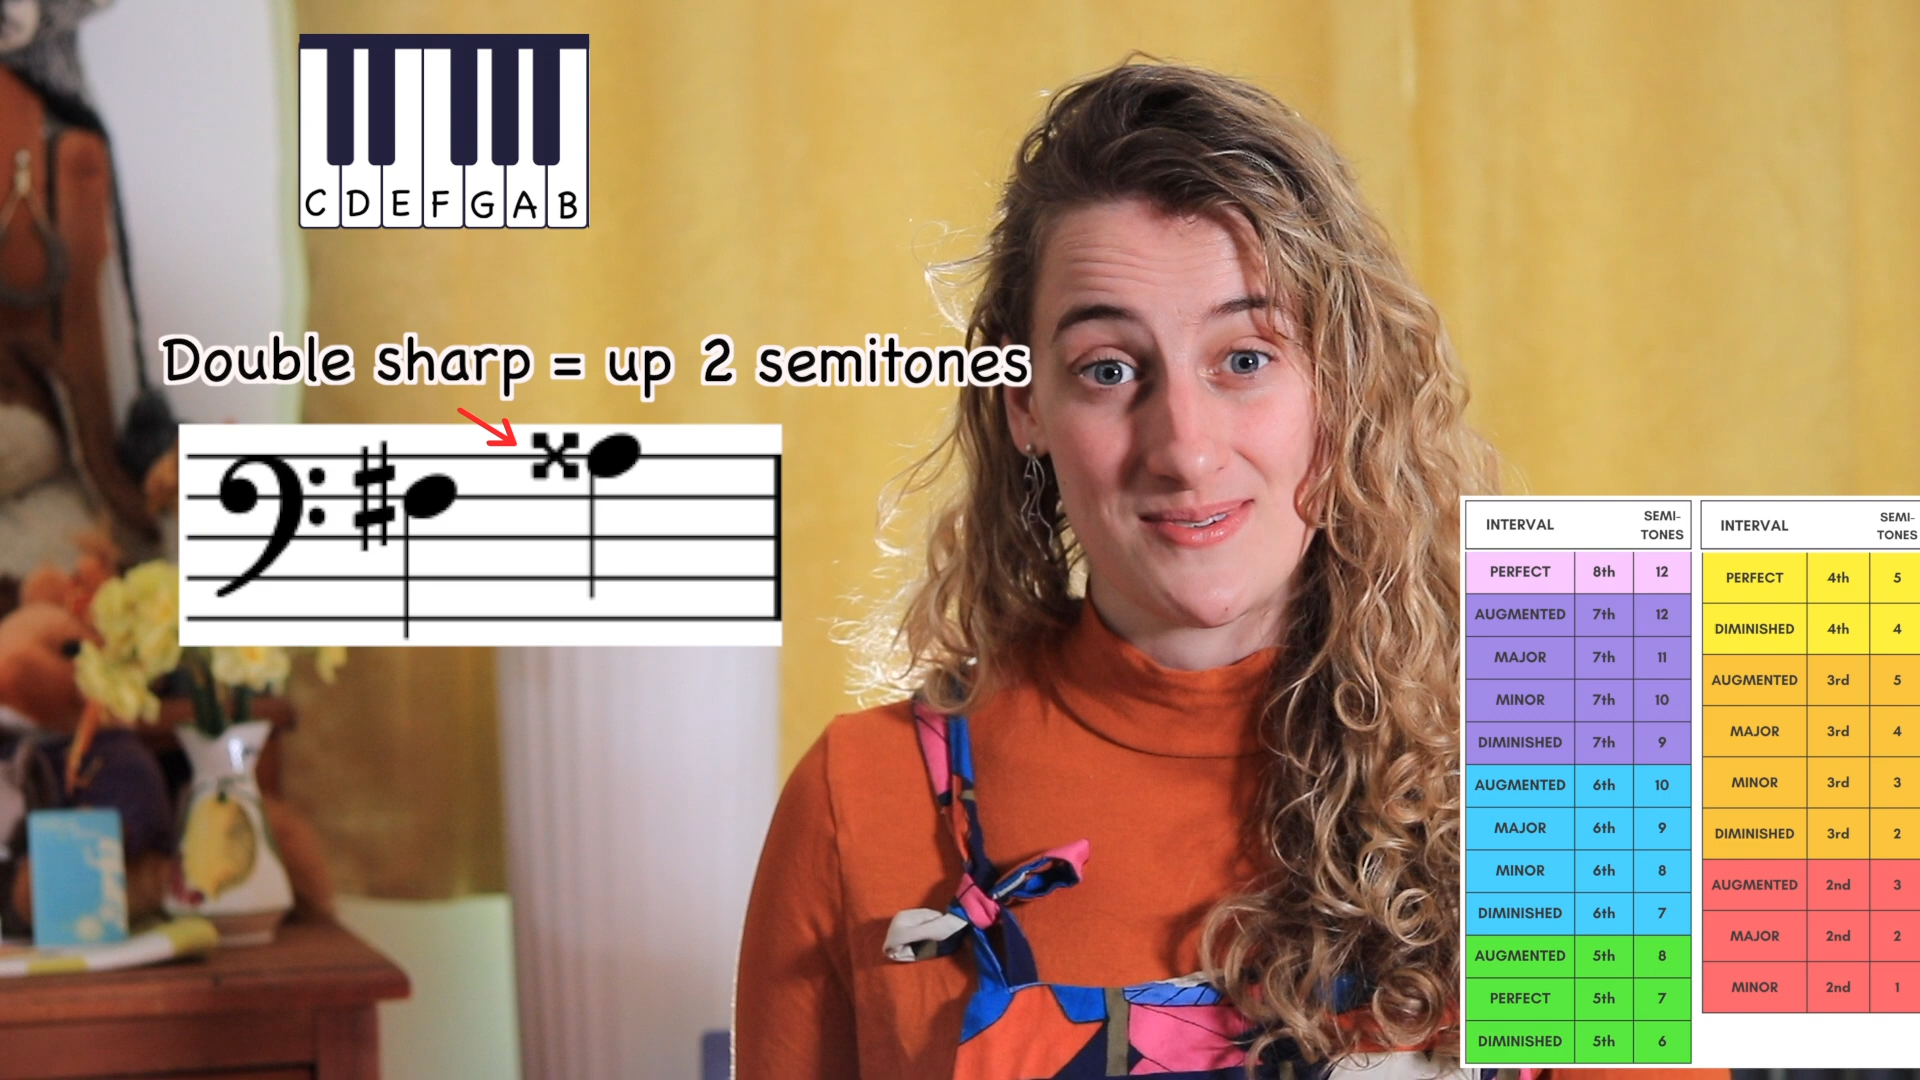 C D E F G A B
Double sharp = up 2 semitones
INTERVAL SEMI-TONES
PERFECT 8th 12
AUGMENTED 7th 12
MAJOR 7th 11
MINOR 7th 10
DIMINISHED 7th 9
AUGMENTED 6th 10
MAJOR 6th 9
MINOR 6th 8
DIMINISHED 6th 7
AUGMENTED 5th 8
PERFECT 5th 7
DIMINISHED 5th 6
INTERVAL SEMI-TONES
PERFECT 4th 5
DIMINISHED 4th 4
AUGMENTED 3rd 5
MAJOR 3rd 4
MINOR 3rd 3
DIMINISHED 3rd 2
AUGMENTED 2nd 3
MAJOR 2nd 2
MINOR 2nd 1